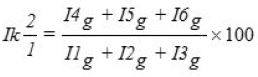 Ik 2/1 = (I4g + I5g + I6g) / (I1g + I2g + I3g) × 100